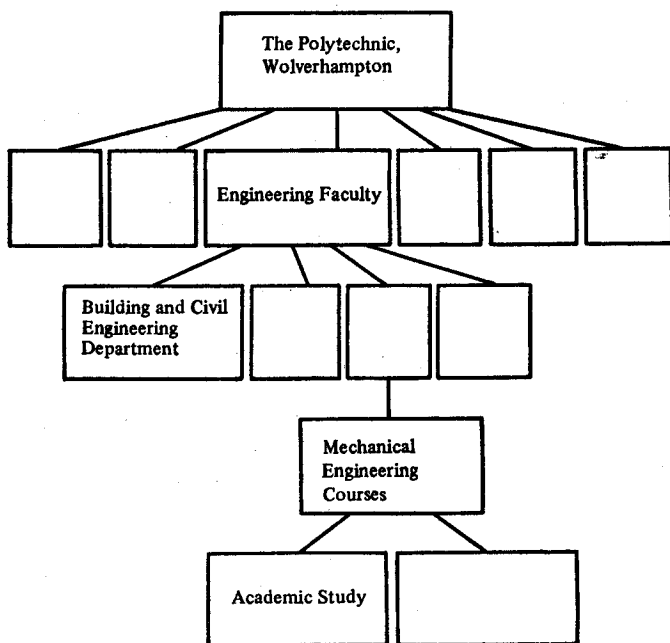 The Polytechnic,
Wolverhampton
Engineering Faculty
Building and Civil
Engineering
Department
Mechanical
Engineering
Courses
Academic Study